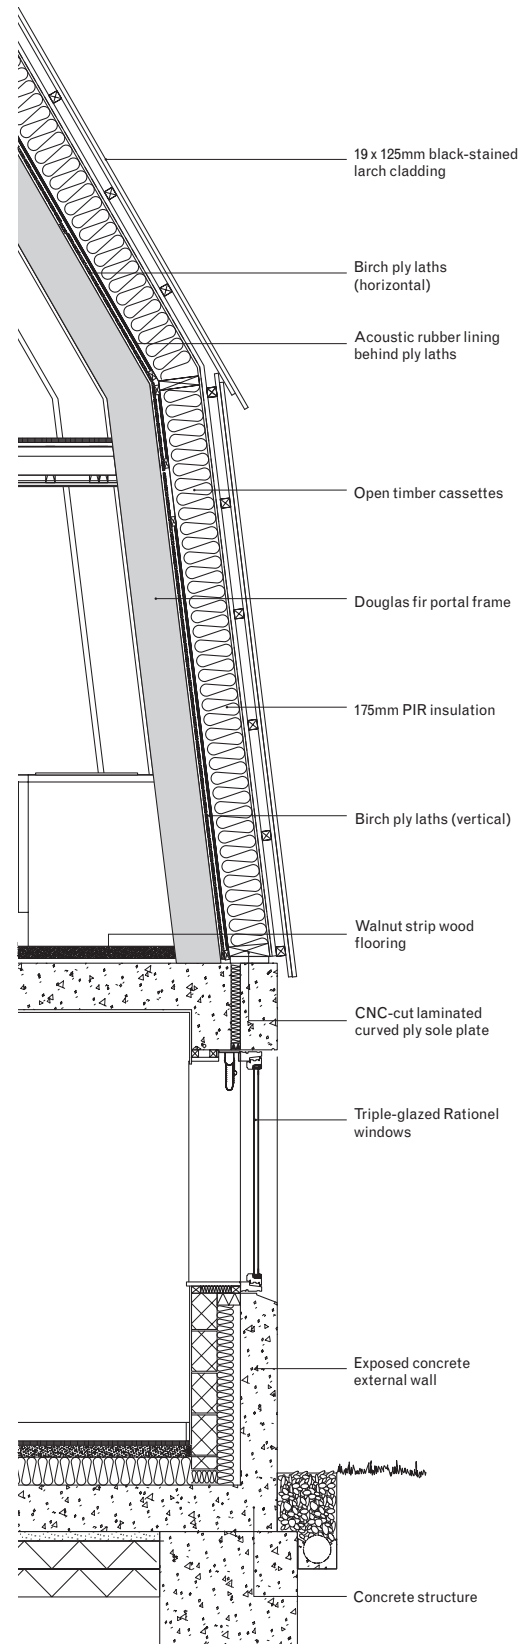 19 x 125mm black-stained
larch cladding
Birch ply laths
(horizontal)
Acoustic rubber lining
behind ply laths
Open timber cassettes
Douglas fir portal frame
175mm PIR insulation
Birch ply laths (vertical)
Walnut strip wood
flooring
CNC-cut laminated
curved ply sole plate
Triple-glazed Rationel
windows
Exposed concrete
external wall
Concrete structure